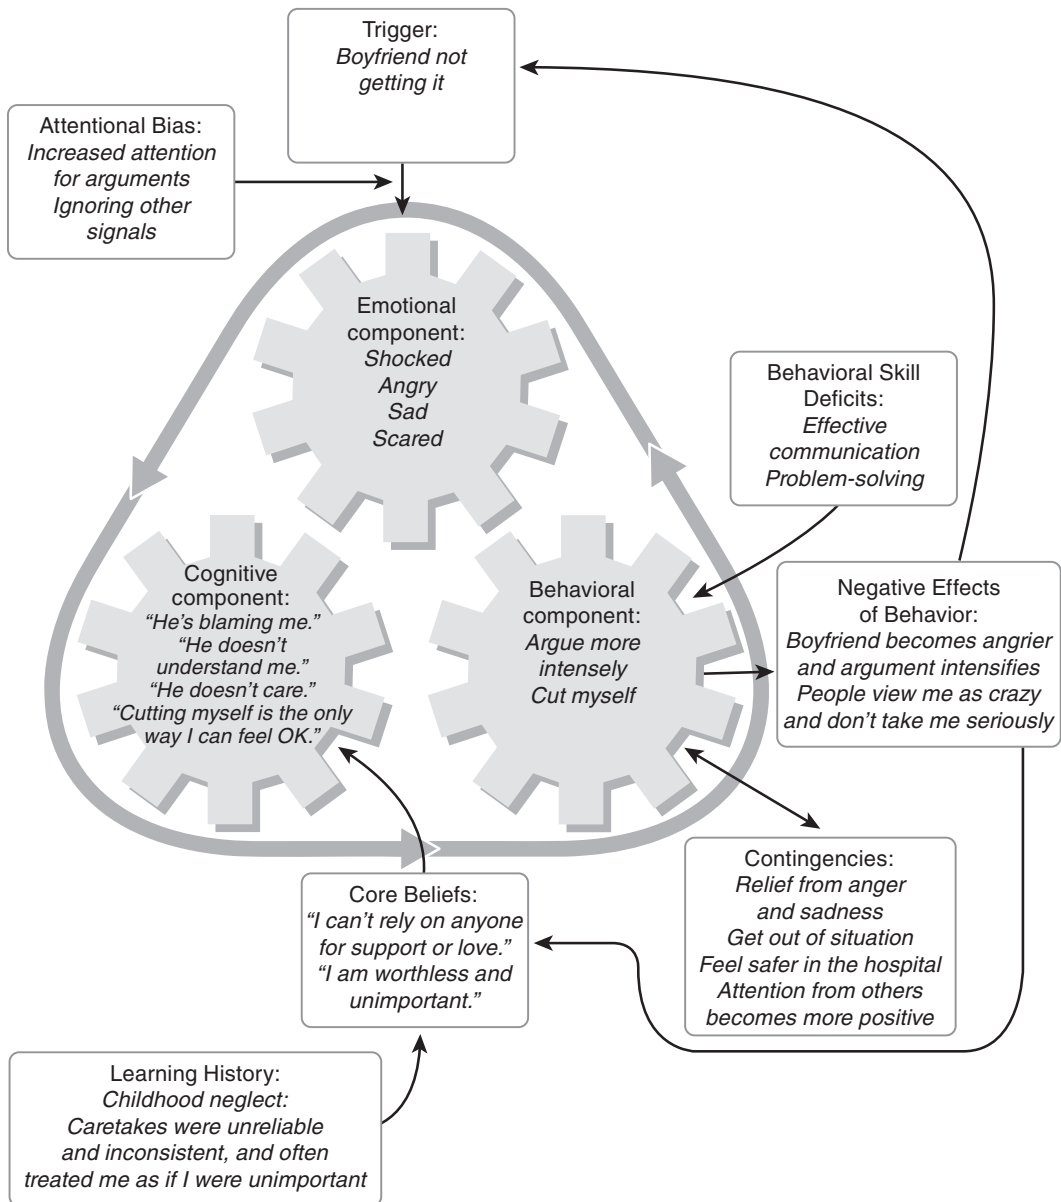 Trigger:
Boyfriend not
getting it
Attentional Bias:
Increased attention
for arguments
Ignoring other
signals
Emotional
component:
Shocked
Angry
Sad
Scared
Behavioral Skill
Deficits:
Effective
communication
Problem-solving
Cognitive
component:
“He’s blaming me.”
“He doesn’t
understand me.”
“He doesn’t care.”
“Cutting myself is the only
way I can feel OK.”
Behavioral
component:
Argue more
intensely
Cut myself
Negative Effects
of Behavior:
Boyfriend becomes angrier
and argument intensifies
People view me as crazy
and don’t take me seriously
Core Beliefs:
“I can’t rely on anyone
for support or love.”
“I am worthless and
unimportant.”
Contingencies:
Relief from anger
and sadness
Get out of situation
Feel safer in the hospital
Attention from others
becomes more positive
Learning History:
Childhood neglect:
Caretakes were unreliable
and inconsistent, and often
treated me as if I were unimportant